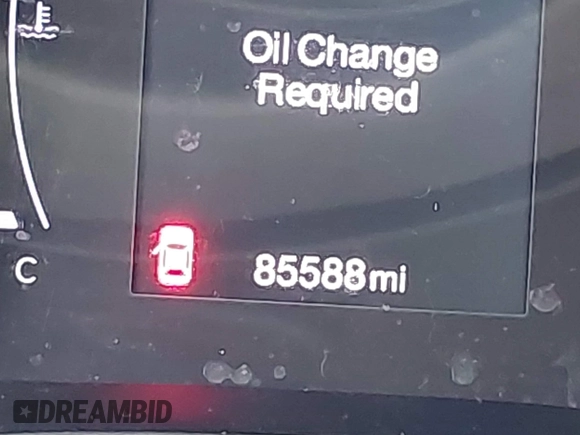 Oil Change
Required
85588mi
C
DREAMBID